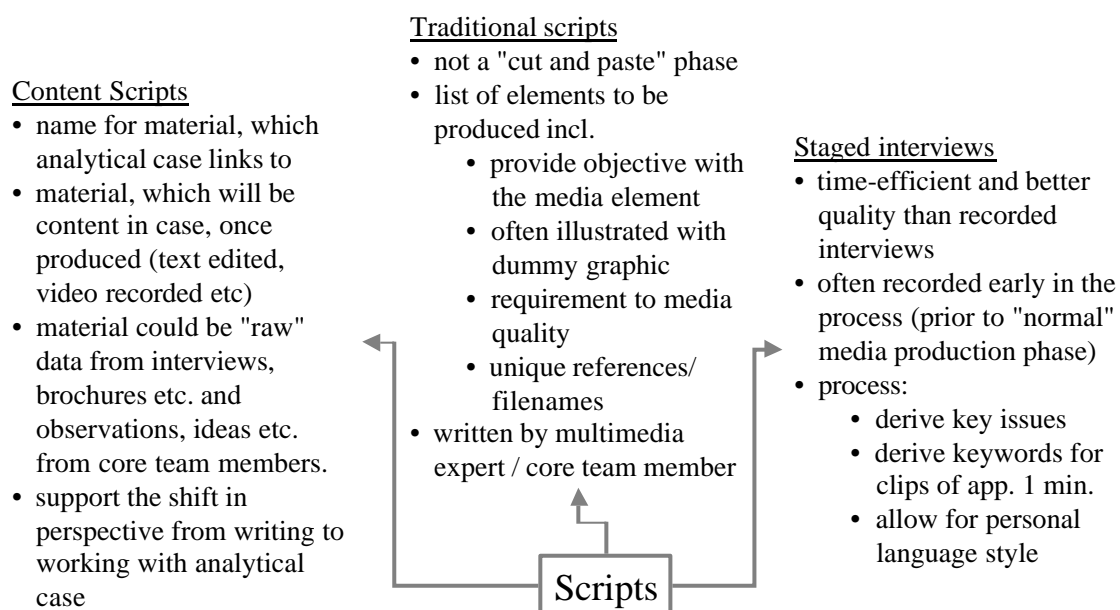 Content Scripts
• name for material, which
analytical case links to
• material, which will be
content in case, once
produced (text edited,
video recorded etc)
• material could be "raw"
data from interviews,
brochures etc. and
observations, ideas etc.
from core team members.
• support the shift in
perspective from writing to
working with analytical
case
Traditional scripts
• not a "cut and paste" phase
• list of elements to be
produced incl.
• provide objective with
the media element
• often illustrated with
dummy graphic
• requirement to media
quality
• unique references/
filenames
• written by multimedia
expert / core team member
Staged interviews
• time-efficient and better
quality than recorded
interviews
• often recorded early in the
process (prior to "normal"
media production phase)
• process:
• derive key issues
• derive keywords for
clips of app. 1 min.
• allow for personal
language style
Scripts